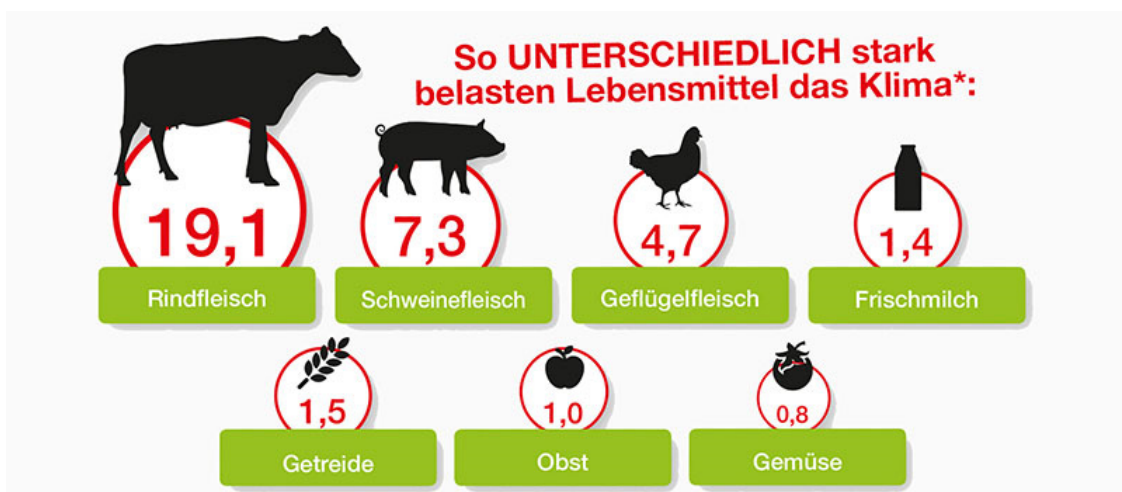 So UNTERSCHIEDLICH stark
belasten Lebensmittel das Klima*:
19,1
7,3
4,7
1,4
Rindfleisch
Schweinefleisch
Geflügelfleisch
Frischmilch
1,5
1,0
0,8
Getreide
Obst
Gemüse